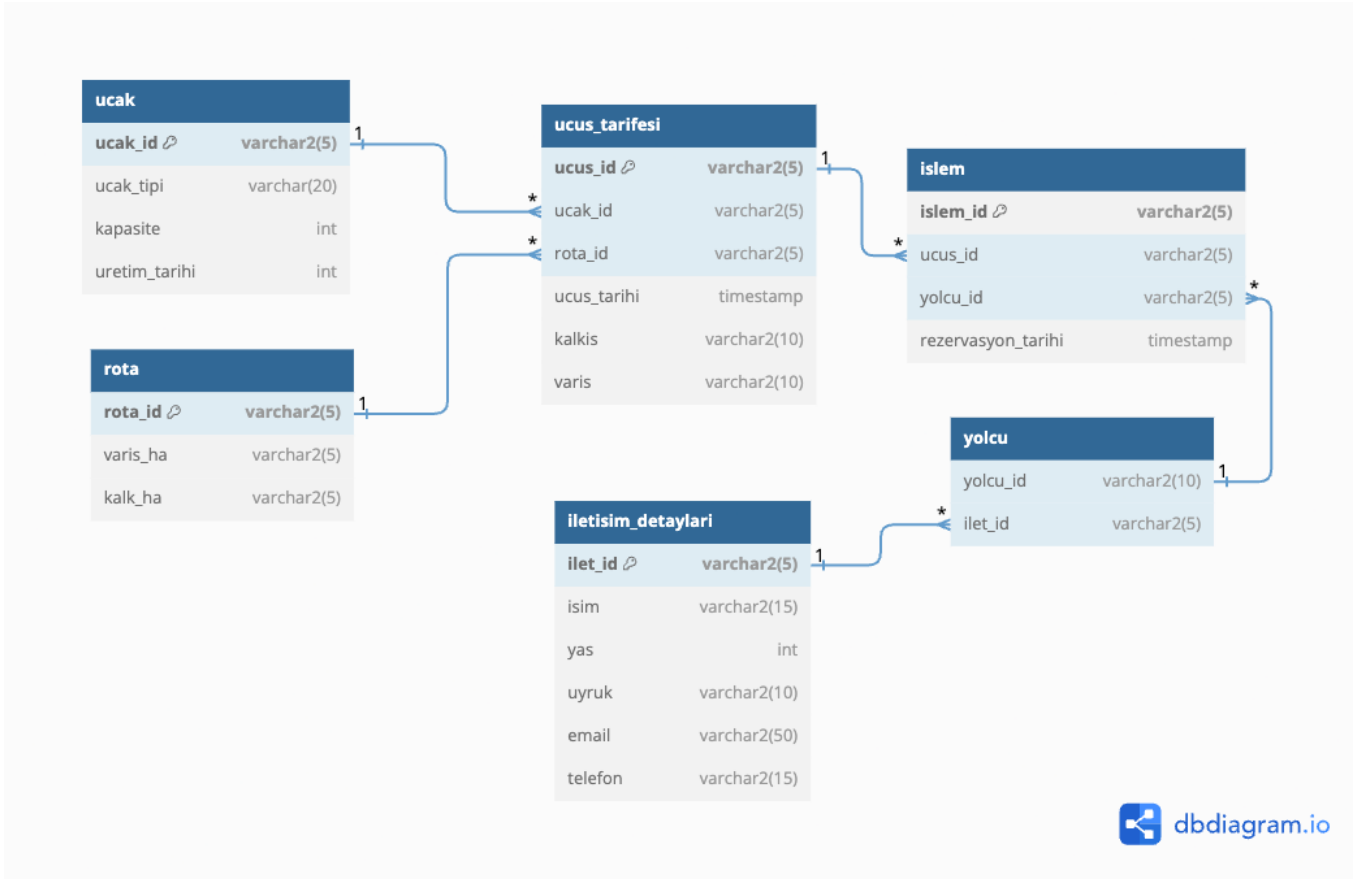 ucak
ucak_id varchar2(5)
ucak_tipi varchar(20)
kapasite int
uretim_tarihi int
1
*
rota
rota_id varchar2(5)
varis_ha varchar2(5)
kalk_ha varchar2(5)
1
*
ucus_tarifesi
ucus_id varchar2(5)
ucak_id varchar2(5)
rota_id varchar2(5)
ucus_tarihi timestamp
kalkis varchar2(10)
varis varchar2(10)
1
*
islem
islem_id varchar2(5)
ucus_id varchar2(5)
yolcu_id varchar2(5)
rezervasyon_tarihi timestamp
*
1
yolcu
yolcu_id varchar2(10)
ilet_id varchar2(5)
*
1
iletisim_detaylari
ilet_id varchar2(5)
isim varchar2(15)
yas int
uyruk varchar2(10)
email varchar2(50)
telefon varchar2(15)
dbdiagram.io